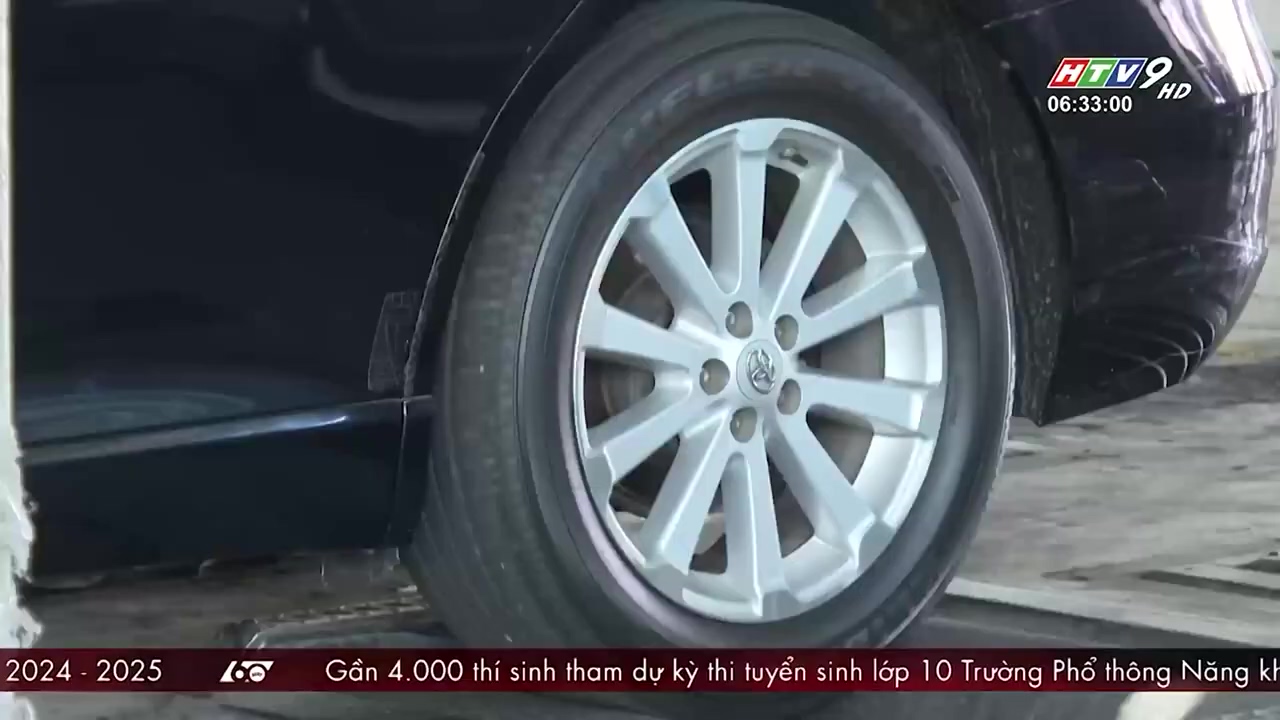 HTV9 HD
06:33:00
2024 - 2025 60 Gần 4.000 thí sinh tham dự kỳ thi tuyển sinh lớp 10 Trường Phổ thông Năng kh